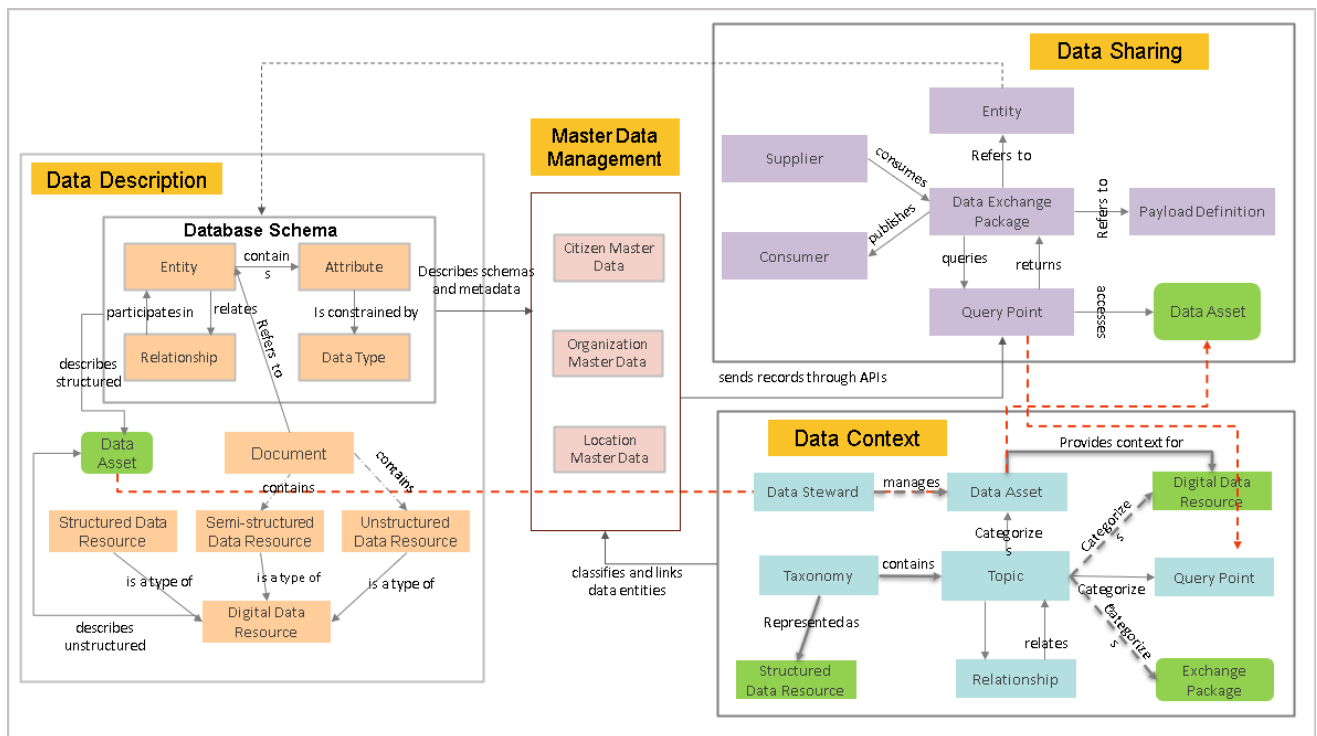 Data Sharing
Entity
Refers to
Supplier
consumes
Data Exchange
Package
Refers to
Payload Definition
publishes
Consumer
queries
returns
Query Point
accesses
Data Asset
Master Data
Management
Citizen Master
Data
Organization
Master Data
Location
Master Data
Describes schemas
and metadata
sends records through APIs
classifies and links
data entities
Data Description
Database Schema
Entity
contain
s
Attribute
participates in
relates
Is constrained by
Refers to
Relationship
Data Type
describes
structured
Data
Asset
Document
contains
contains
Structured Data
Resource
Semi-structured
Data Resource
Unstructured
Data Resource
is a type of
is a type of
is a type of
Digital Data
Resource
describes
unstructured
Data Context
Provides context for
Data Steward
manages
Data Asset
Digital Data
Resource
Categorize
s
Categorize
s
Taxonomy
contains
Topic
Categorize
s
Query Point
Represented as
Categorize
s
relates
Structured
Data Resource
Relationship
Exchange
Package